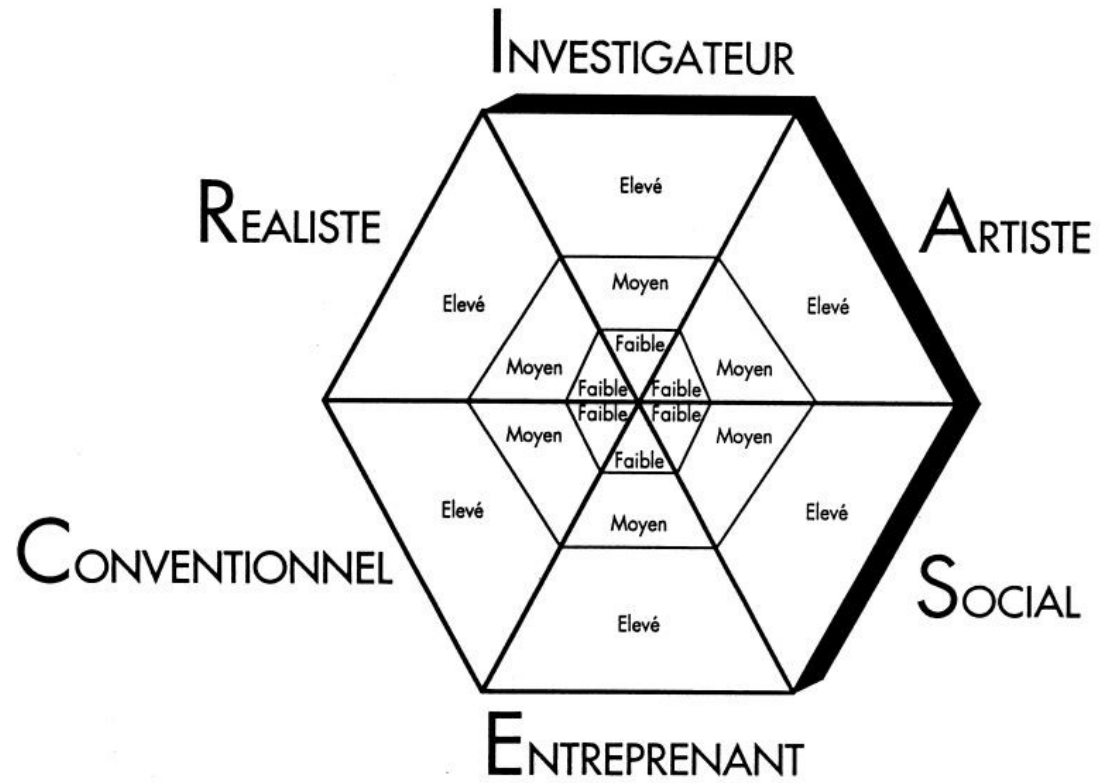 INVESTIGATEUR
REALISTE
ARTISTE
Elevé
Moyen
Elevé
Elevé
Faible
Moyen
Moyen
Faible
Faible
Faible
Faible
Moyen
Moyen
Faible
Elevé
Elevé
Moyen
CONVENTIONNEL
SOCIAL
Elevé
ENTREPRENANT